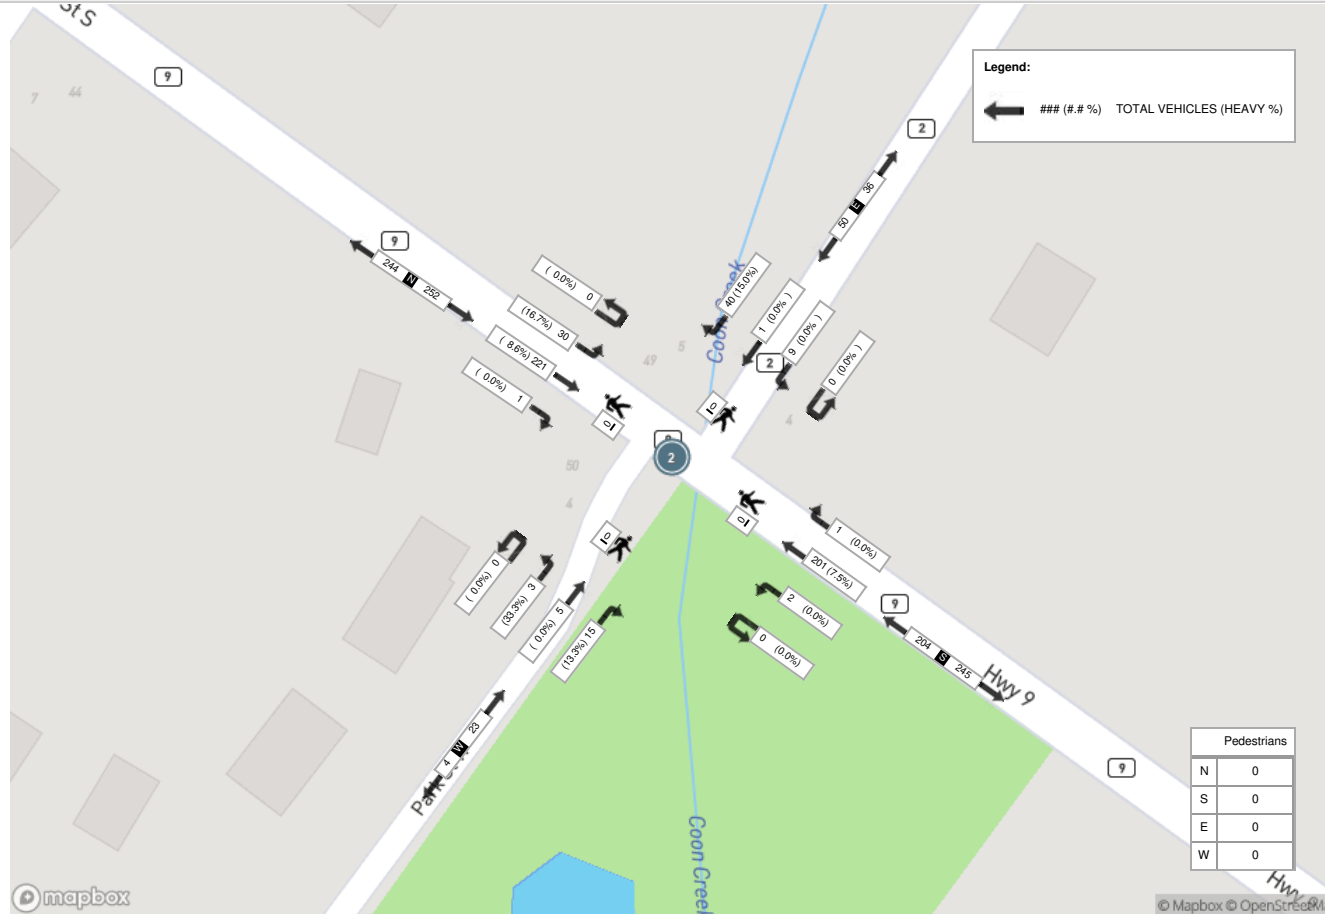 St S
9
7
44
Legend:
### (#.# %) TOTAL VEHICLES (HEAVY %)
2
36
E
50
9
244 N 252
( 0.0%) 0
(16.7%) 30
( 8.6%) 221
( 0.0%) 1
40 (15.0%)
1 (0.0% )
9 (0.0% )
0 (0.0% )
Coon Creek
2
49
5
4
0
0
2
50
4
0
0
( 0.0%) 0
(33.3%) 3
( 0.0%) 5
(13.3%) 15
1 (0.0%)
201 (7.5%)
2 (0.0%)
0 (0.0%)
9
204 S 245
Hwy 9
4 W 23
9
Pedestrians
N 0
S 0
E 0
W 0
Coon Creek
Hwy 9
mapbox
© Mapbox © OpenStreetM